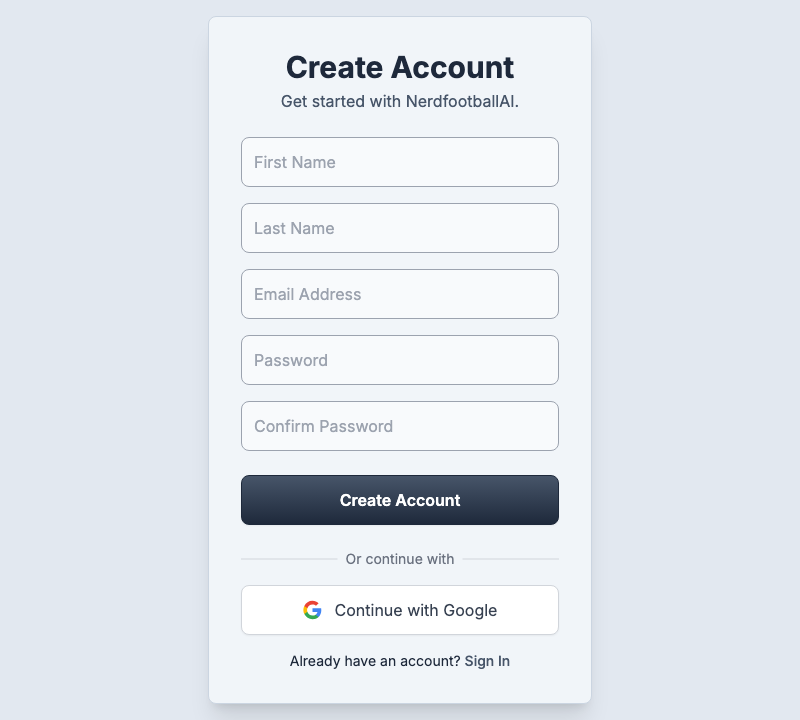 Create Account
Get started with NerdfootballAI.
First Name
Last Name
Email Address
Password
Confirm Password
Create Account
Or continue with
Continue with Google
Already have an account? Sign In